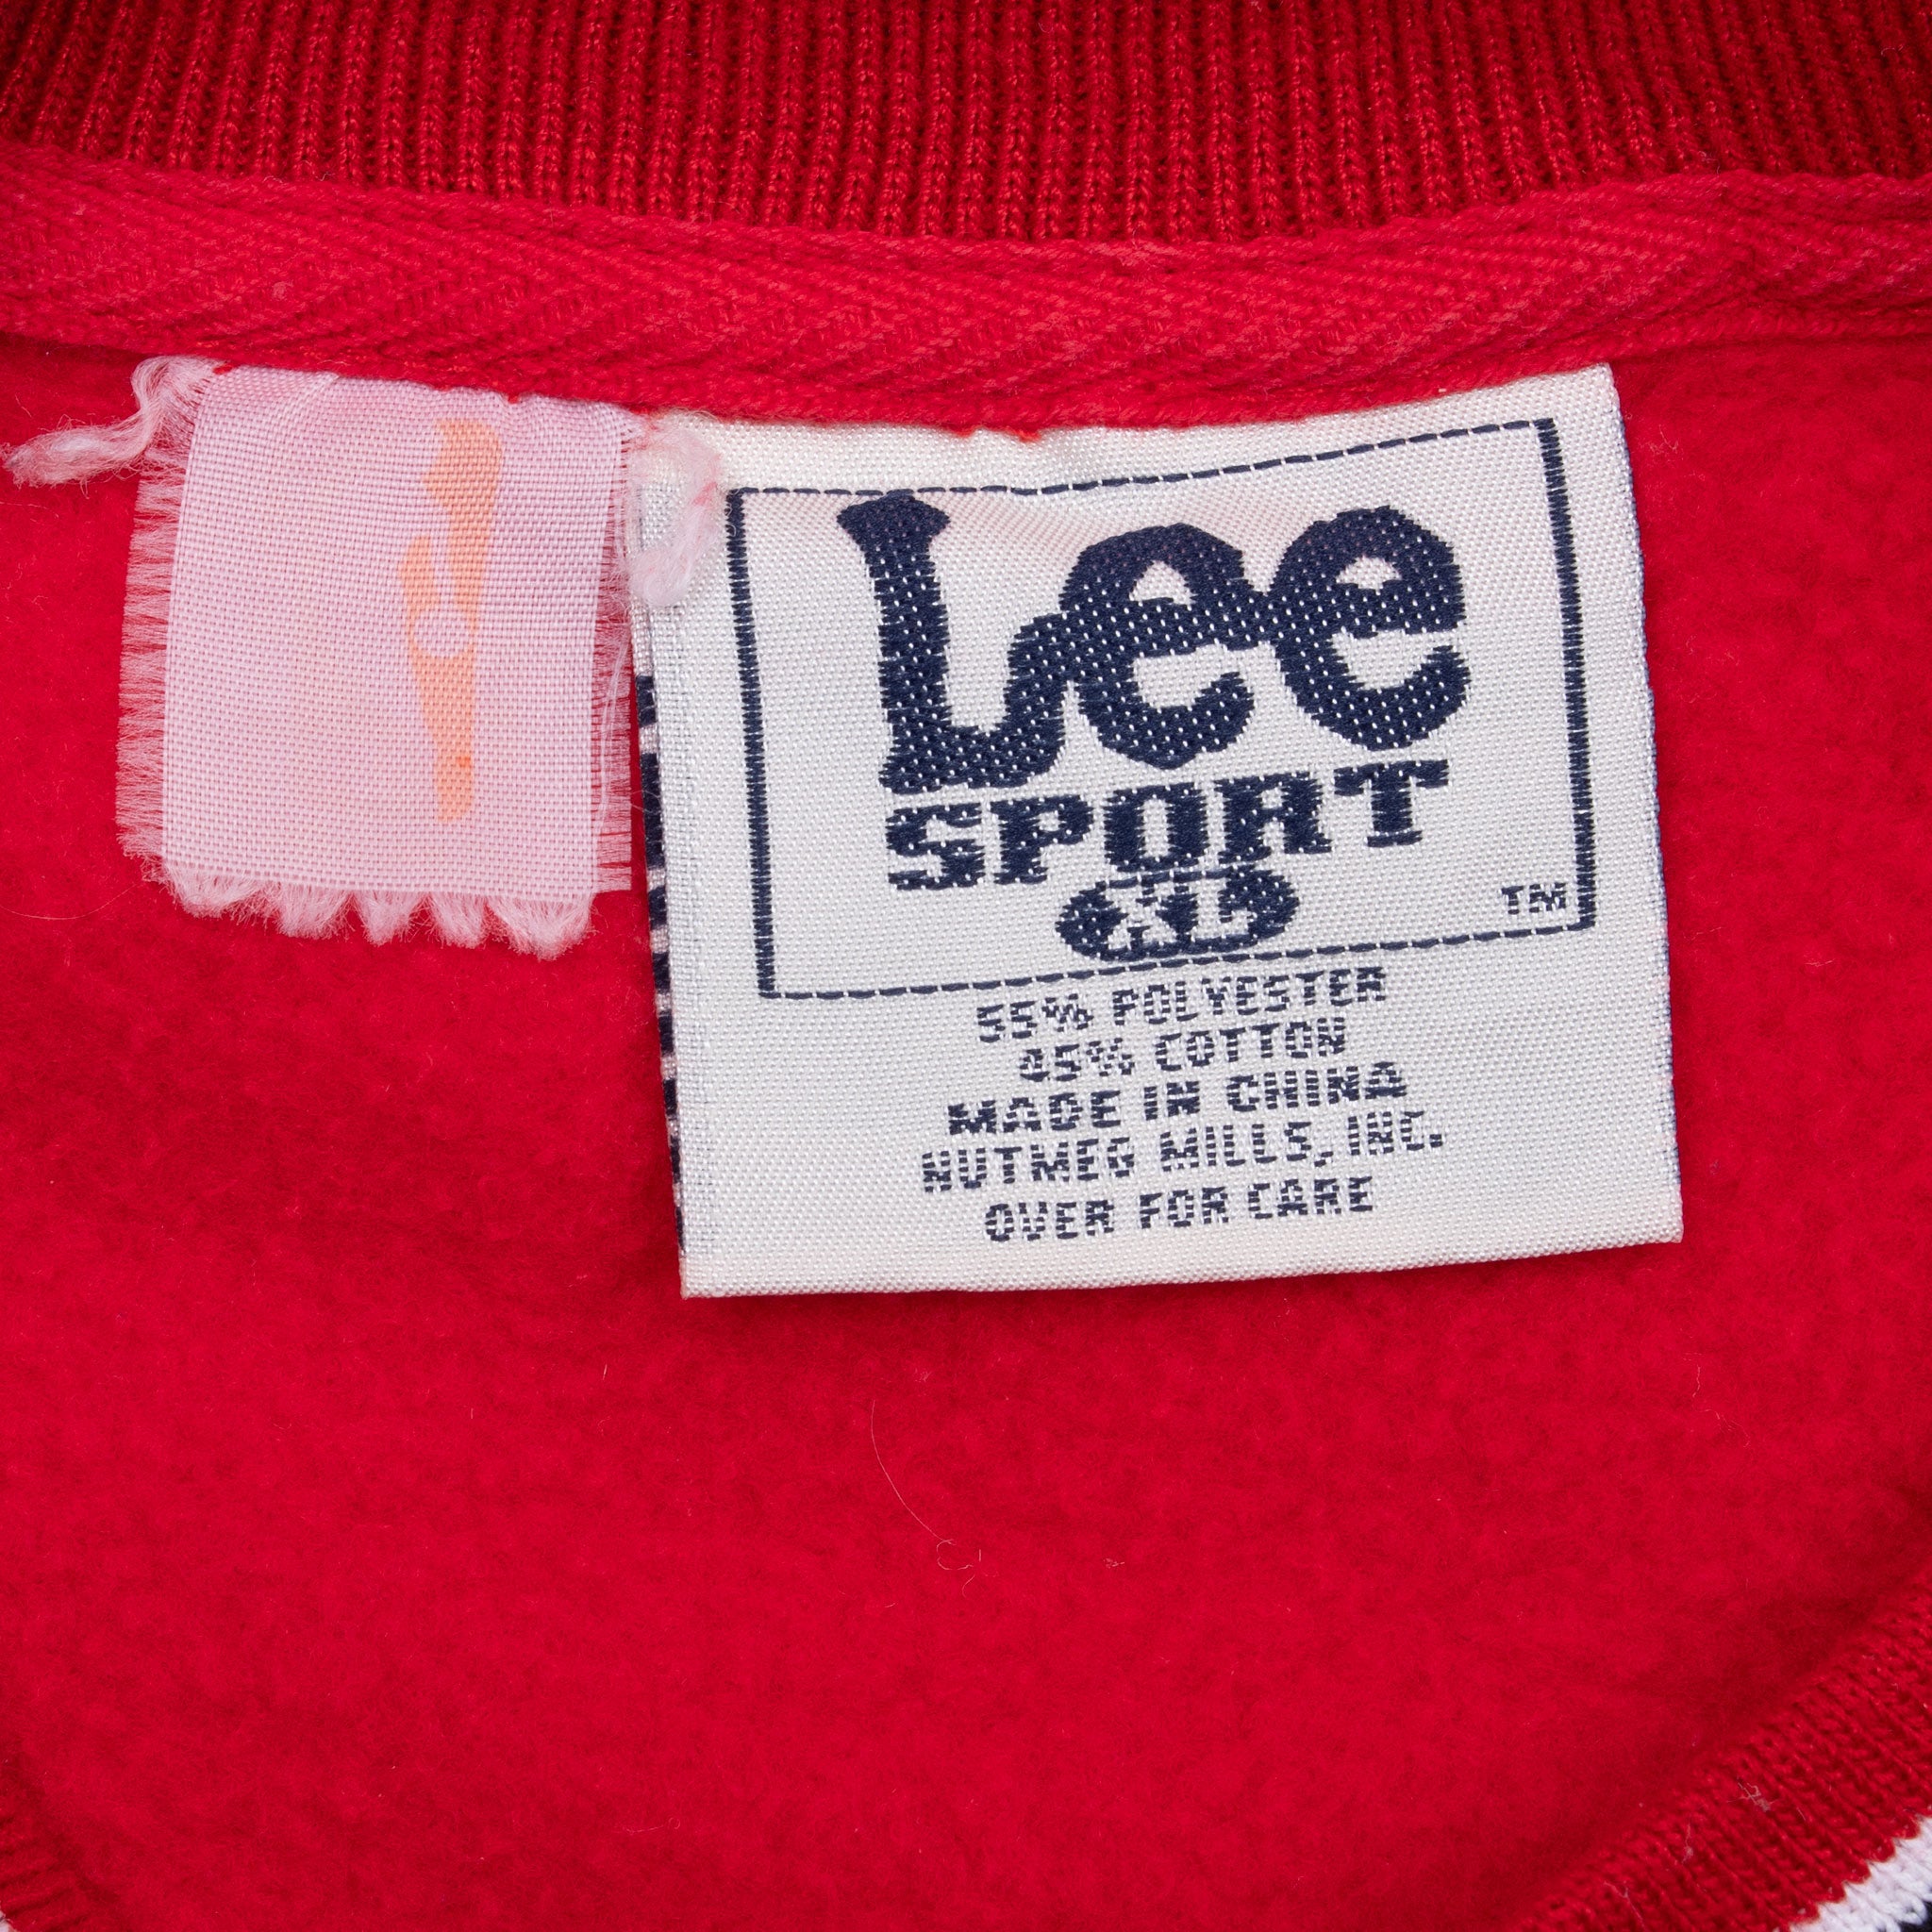 Lee
SPORT
XL
TM
55% POLYESTER
45% COTTON
MADE IN CHINA
NUTMEG MILLS, INC.
OVER FOR CARE